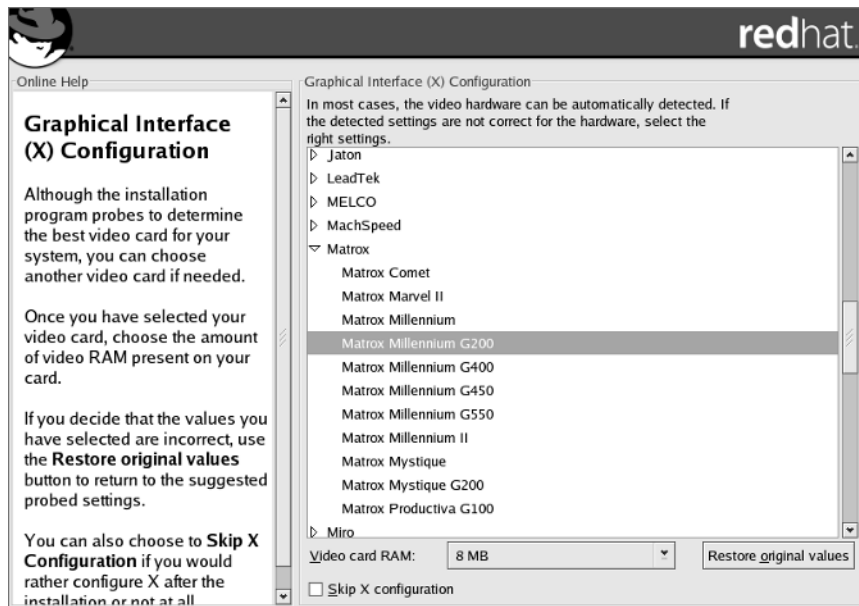 redhat.
Online Help
Graphical Interface
(X) Configuration
Although the installation
program probes to determine
the best video card for your
system, you can choose
another video card if needed.
Once you have selected your
video card, choose the amount
of video RAM present on your
card.
If you decide that the values you
have selected are incorrect, use
the Restore original values
button to return to the suggested
probed settings.
You can also choose to Skip X
Configuration if you would
rather configure X after the
installation or not at all
Graphical Interface (X) Configuration
In most cases, the video hardware can be automatically detected. If
the detected settings are not correct for the hardware, select the
right settings.
Jaton
LeadTek
MELCO
MachSpeed
Matrox
Matrox Comet
Matrox Marvel II
Matrox Millennium
Matrox Millennium G200
Matrox Millennium G400
Matrox Millennium G450
Matrox Millennium G550
Matrox Millennium II
Matrox Mystique
Matrox Mystique G200
Matrox Productiva G100
Miro
Video card RAM: 8 MB Restore original values
Skip X configuration